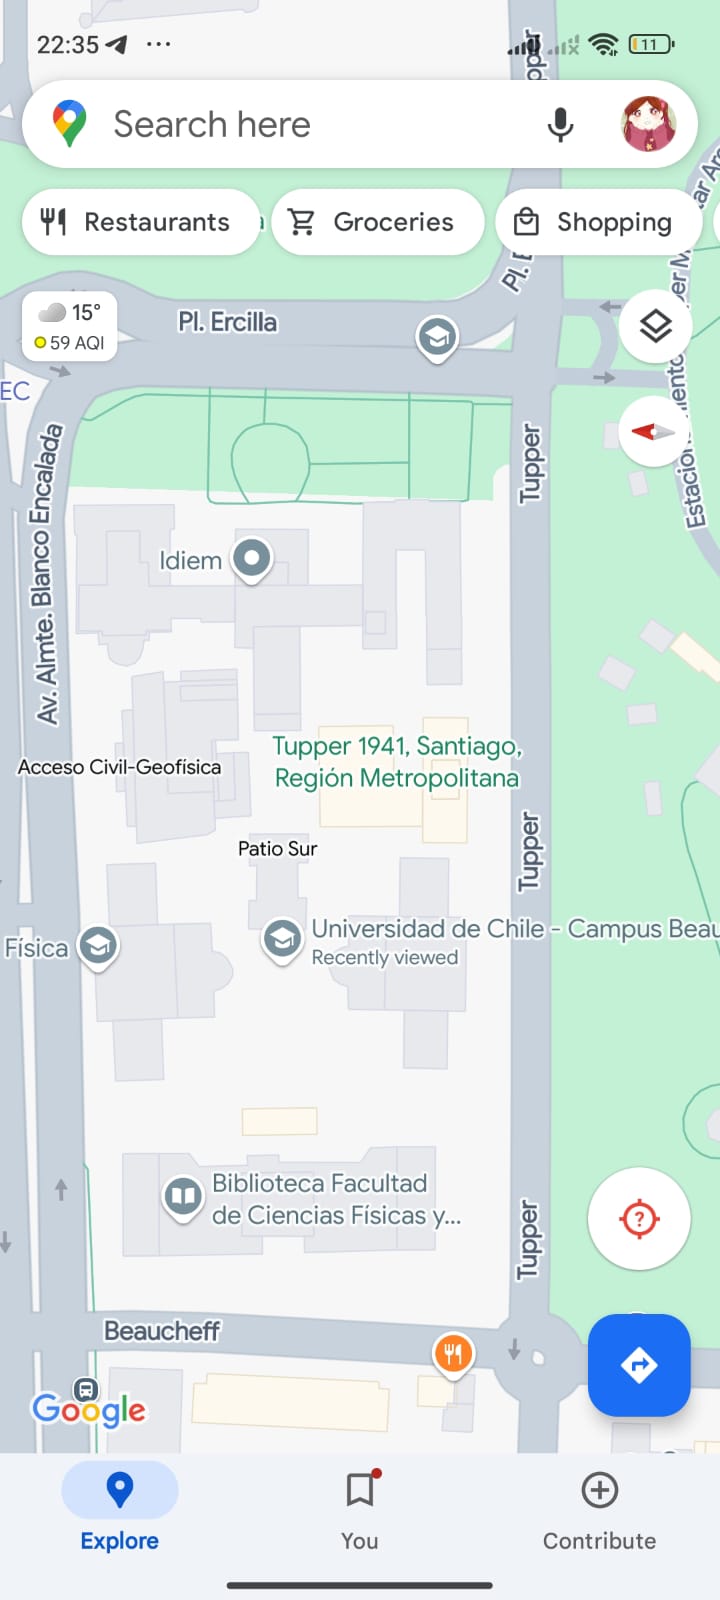 22:35
11
Search here
Restaurants
Groceries
Shopping
15°
59 AQI
Pl. Ercilla
EC
Av. Almte. Blanco Encalada
Tupper
Idiem
Acceso Civil-Geofísica
Tupper 1941, Santiago,
Región Metropolitana
Patio Sur
Tupper
Universidad de Chile - Campus Beau
Recently viewed
Física
Biblioteca Facultad
de Ciencias Físicas y...
Tupper
Beaucheff
Google
Explore
You
Contribute